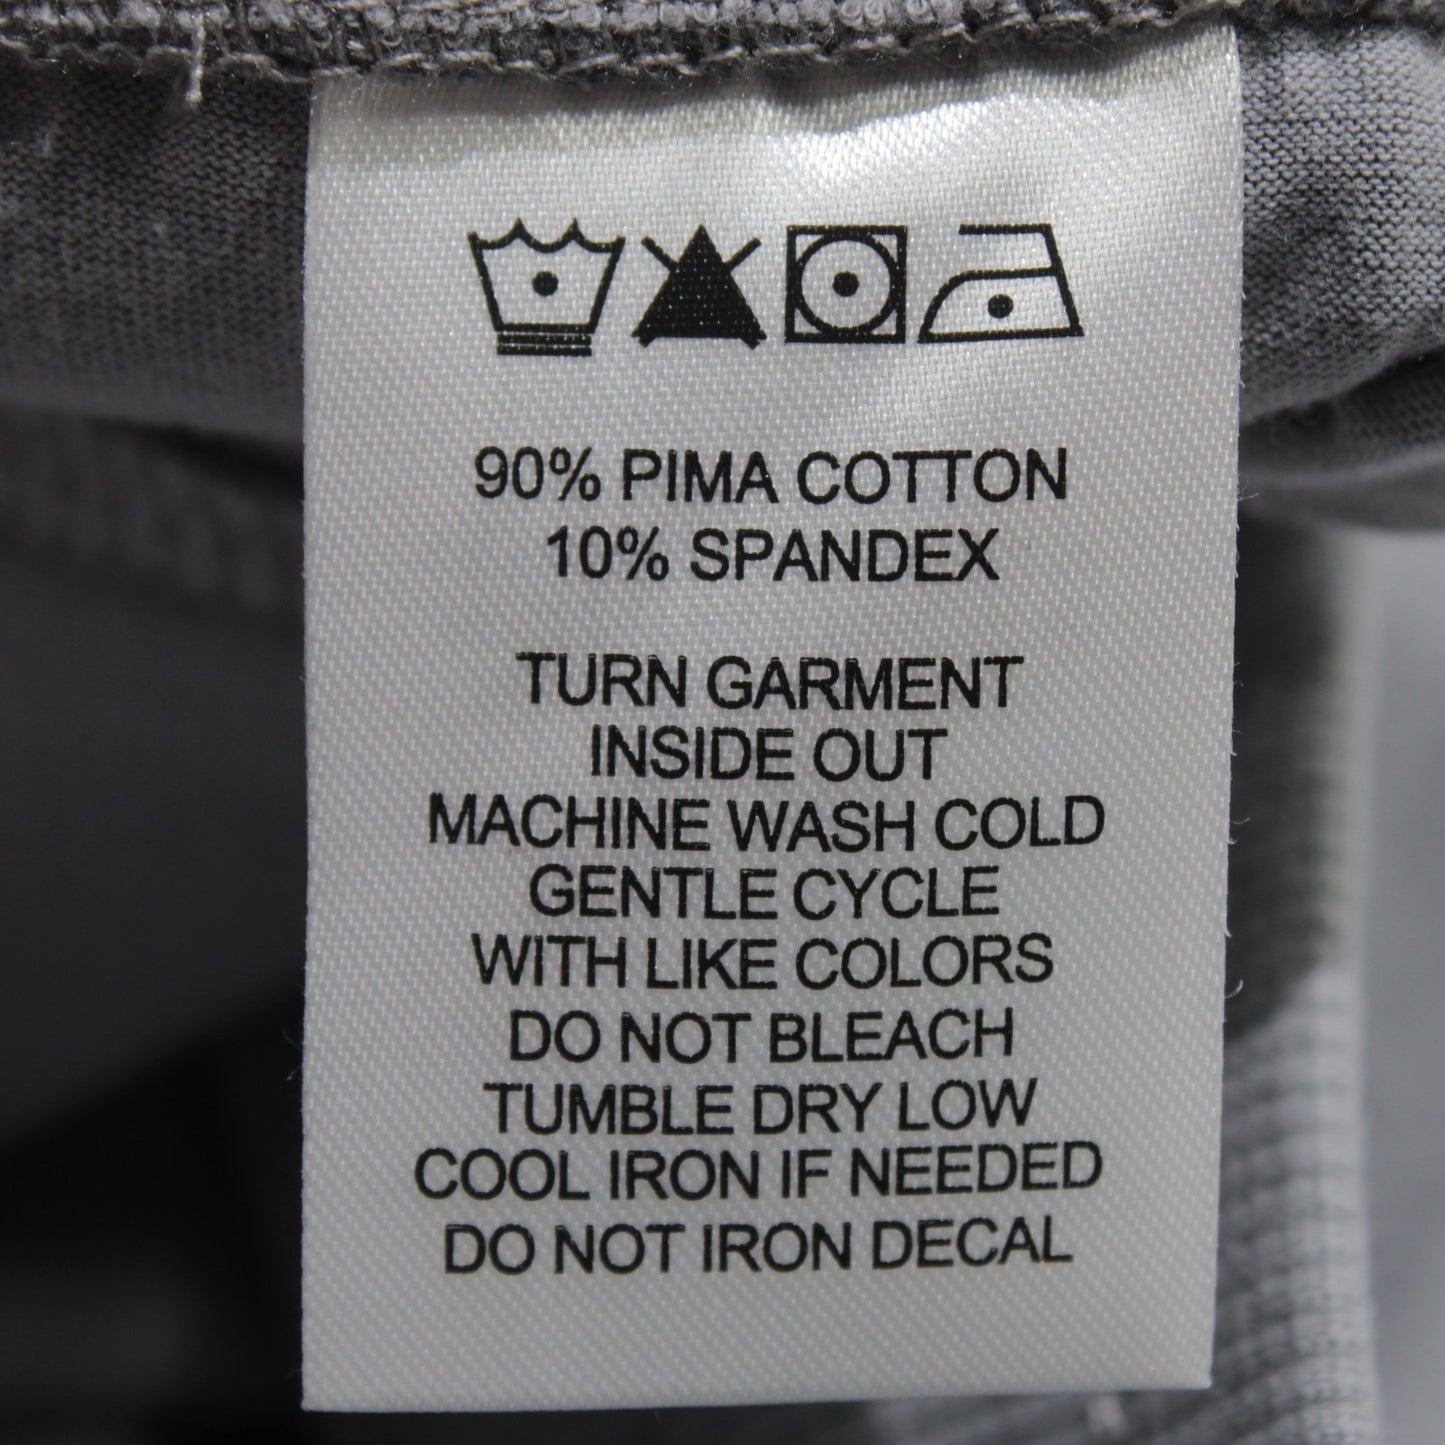 90% PIMA COTTON
10% SPANDEX
TURN GARMENT
INSIDE OUT
MACHINE WASH COLD
GENTLE CYCLE
WITH LIKE COLORS
DO NOT BLEACH
TUMBLE DRY LOW
COOL IRON IF NEEDED
DO NOT IRON DECAL